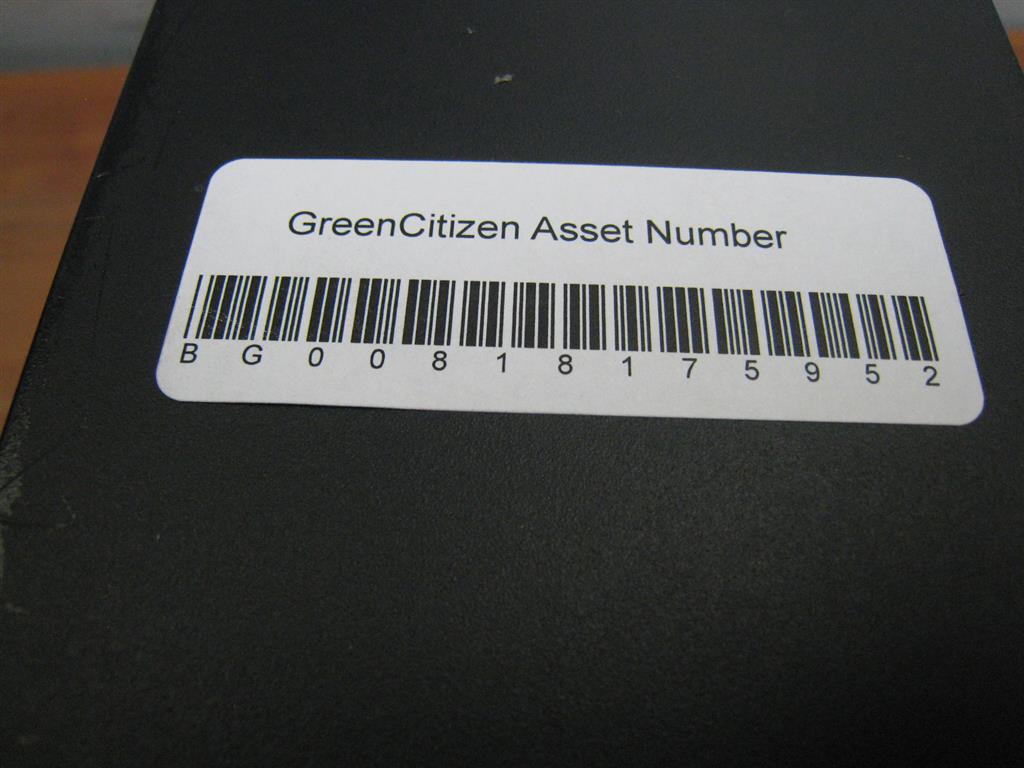 GreenCitizen Asset Number
B G 0 0 8 1 8 1 7 5 9 5 2